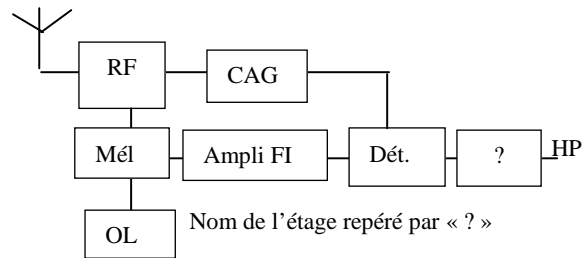 RF
CAG
Mél
Ampli FI
Dét.
?
HP
OL
Nom de l’étage repéré par « ? »